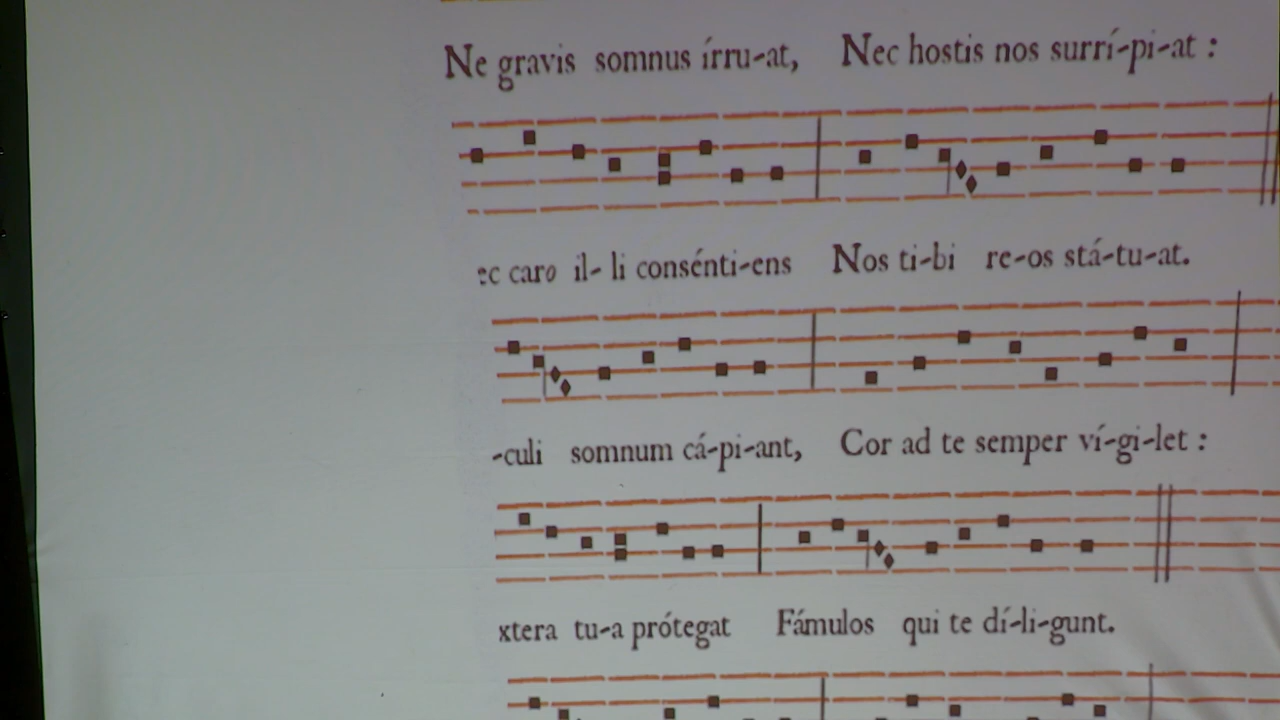 Ne gravis somnus írru-at, Nec hostis nos surrí-pi-at :
ec caro il- li consénti-ens Nos ti-bi re-os stá-tu-at.
-culi somnum cá-pi-ant, Cor ad te semper ví-gi-let :
xtera tu-a prótegat Fámulos qui te dí-li-gunt.